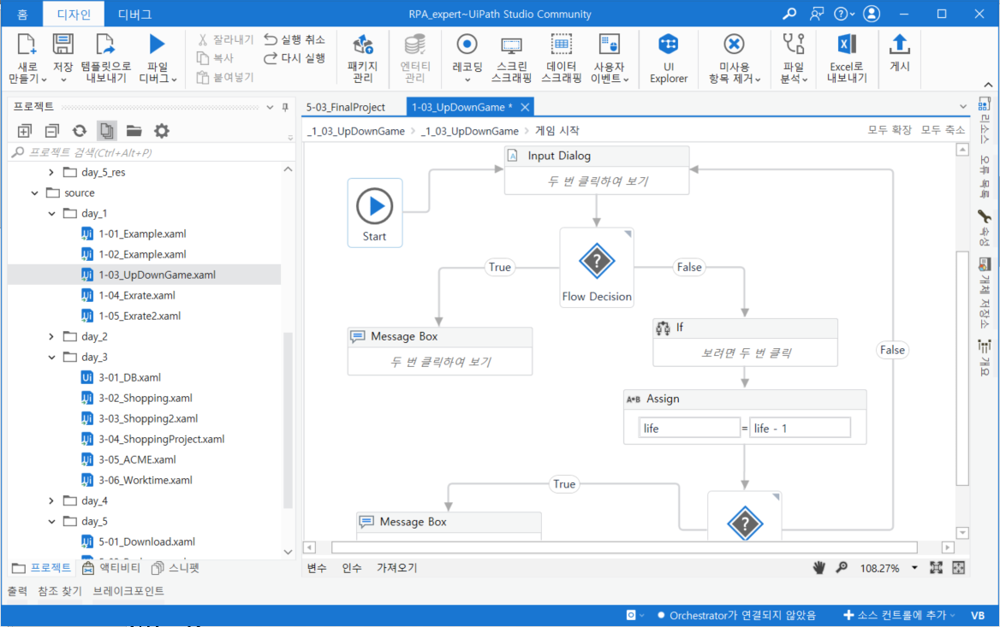 홈 디자인 디버그 RPA_expert~UiPath Studio Community
새로 만들기
저장
템플릿으로 내보내기
파일 디버그
잘라내기
복사
붙여넣기
실행 취소
다시 실행
패키지 관리
엔터티 관리
레코딩
스크린 스크래핑
데이터 스크래핑
사용자 이벤트
UI Explorer
미사용 항목 제거
파일 분석
Excel로 내보내기
게시
프로젝트
프로젝트 검색(Ctrl+Alt+P)
day_5_res
source
day_1
1-01_Example.xaml
1-02_Example.xaml
1-03_UpDownGame.xaml
1-04_Exrate.xaml
1-05_Exrate2.xaml
day_2
day_3
3-01_DB.xaml
3-02_Shopping.xaml
3-03_Shopping2.xaml
3-04_ShoppingProject.xaml
3-05_ACME.xaml
3-06_Worktime.xaml
day_4
day_5
5-01_Download.xaml
프로젝트 액티비티 스니펫
5-03_FinalProject 1-03_UpDownGame *
_1_03_UpDownGame > _1_03_UpDownGame > 게임 시작 모두 확장 모두 축소
Input Dialog
두 번 클릭하여 보기
Start
True
Flow Decision
False
Message Box
두 번 클릭하여 보기
If
보려면 두 번 클릭
False
A+B Assign
life = life - 1
True
Message Box
변수 인수 가져오기 108.27%
리소스
오류 목록
속성
개체 저장소
개요
출력 참조 찾기 브레이크포인트
Orchestrator가 연결되지 않았음 소스 컨트롤에 추가 VB